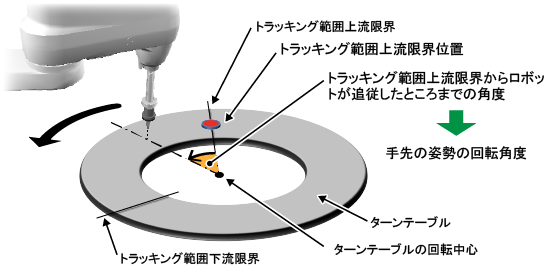 トラッキング範囲上流限界
トラッキング範囲上流限界位置
トラッキング範囲上流限界からロボッ
トが追従したところまでの角度
手先の姿勢の回転角度
ターンテーブル
ターンテーブルの回転中心
トラッキング範囲下流限界